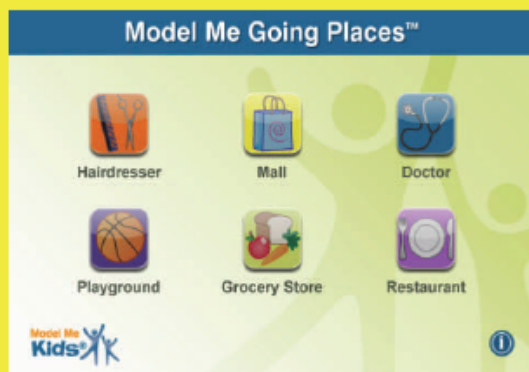 Model Me Going Places™
Hairdresser
Mall
Doctor
Playground
Grocery Store
Restaurant
Model Me
Kids®
i